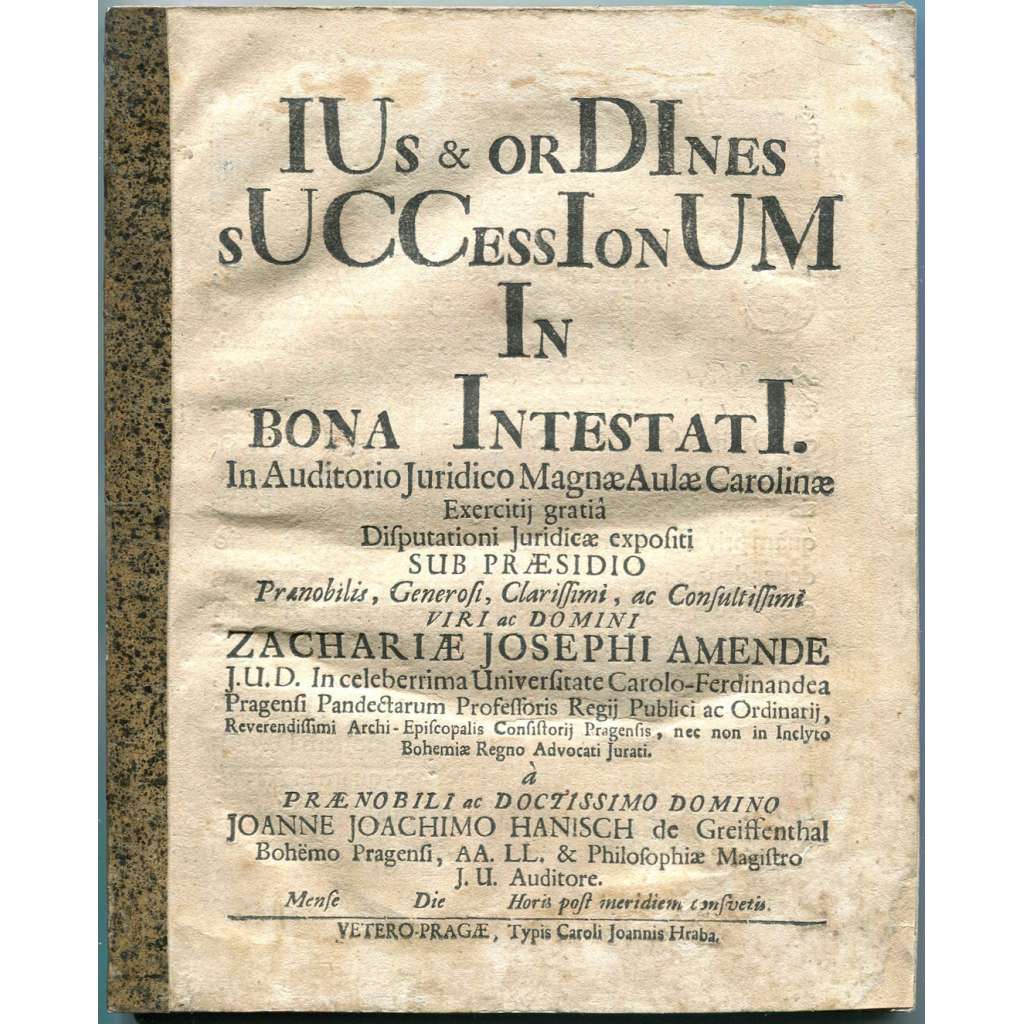 IUs & orDInes
sUCCessIonUM
In
bona IntestatI.
In Auditorio Juridico Magnæ Aulæ Carolinæ
Exercitij gratiâ
Diſputationi Juridicæ expoſiti
SUB PRÆSIDIO
Prænobilis, Generoſi, Clariſſimi, ac Conſultiſſimi
VIRI ac DOMINI
ZACHARIÆ JOSEPHI AMENDE
J.U.D. In celeberrima Univerſitate Carolo-Ferdinandea
Pragenſi Pandectarum Profeſſoris Regij Publici ac Ordinarij,
Reverendiſſimi Archi-Epiſcopalis Conſiſtorij Pragenſis, nec non in Inclyto
Bohemiæ Regno Advocati Jurati.
à
PRÆNOBILI ac DOCTISSIMO DOMINO
JOANNE JOACHIMO HANISCH de Greiffenthal
Bohëmo Pragenſi, AA. LL. & Philoſophiæ Magiſtro
J. U. Auditore.
Menſe Die Horis poſt meridiem conſvetis.
VETERO-PRAGÆ, Typis Caroli Joannis Hraba.